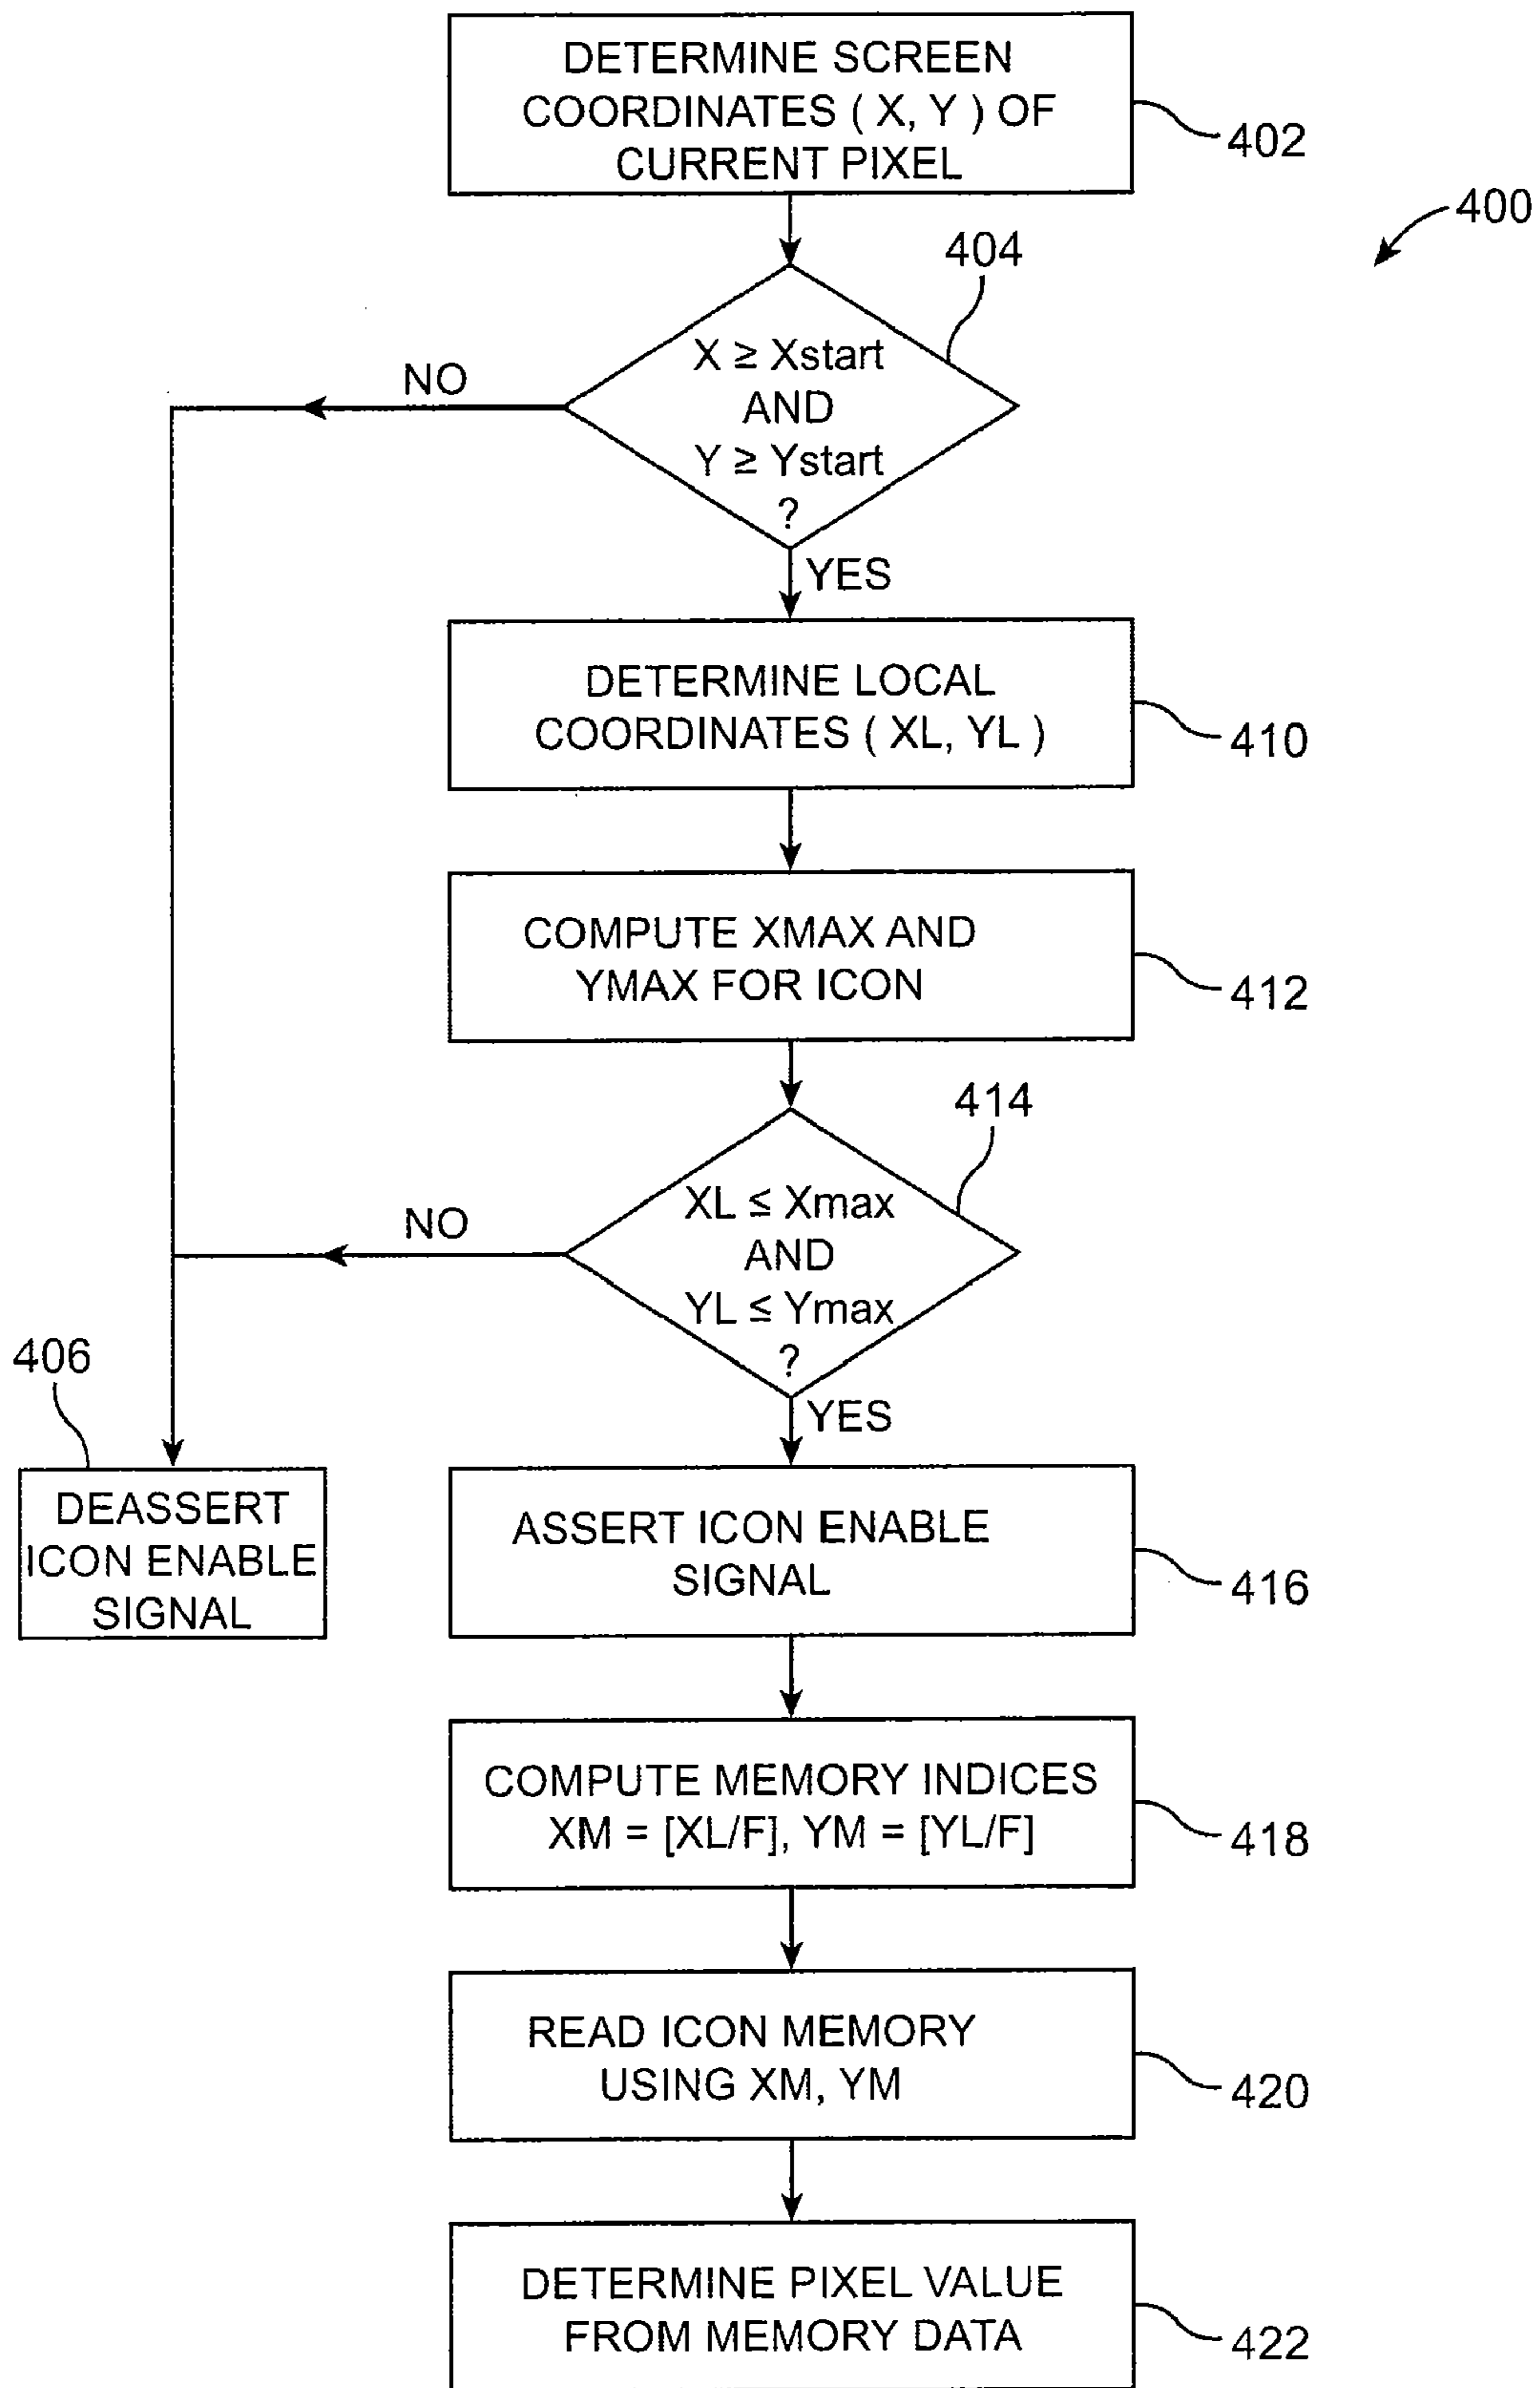 DETERMINE SCREEN
COORDINATES ( X, Y ) OF
CURRENT PIXEL
402
400
404
X ≥ Xstart
AND
Y ≥ Ystart
?
NO
YES
DETERMINE LOCAL
COORDINATES ( XL, YL )
410
COMPUTE XMAX AND
YMAX FOR ICON
412
414
XL ≤ Xmax
AND
YL ≤ Ymax
?
NO
YES
406
DEASSERT
ICON ENABLE
SIGNAL
ASSERT ICON ENABLE
SIGNAL
416
COMPUTE MEMORY INDICES
XM = [XL/F], YM = [YL/F]
418
READ ICON MEMORY
USING XM, YM
420
DETERMINE PIXEL VALUE
FROM MEMORY DATA
422